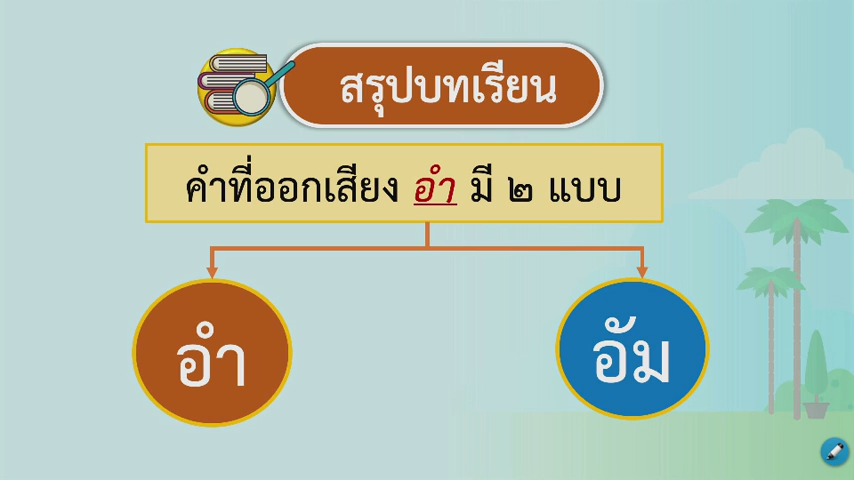 สรุปบทเรียน
คำที่ออกเสียง อำ มี ๒ แบบ
อำ
อัม